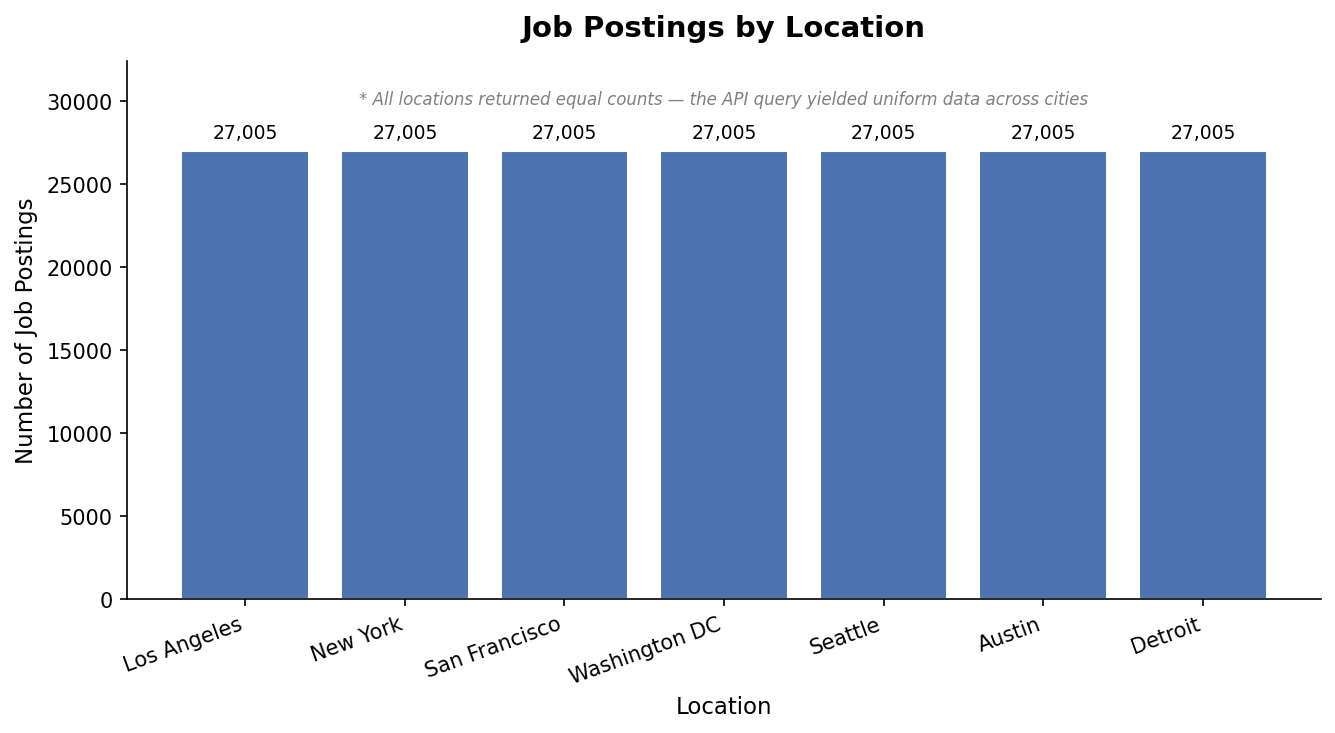 Job Postings by Location
* All locations returned equal counts — the API query yielded uniform data across cities
27,005 27,005 27,005 27,005 27,005 27,005 27,005
Number of Job Postings
30000
25000
20000
15000
10000
5000
0
Los Angeles New York San Francisco Washington DC Seattle Austin Detroit
Location